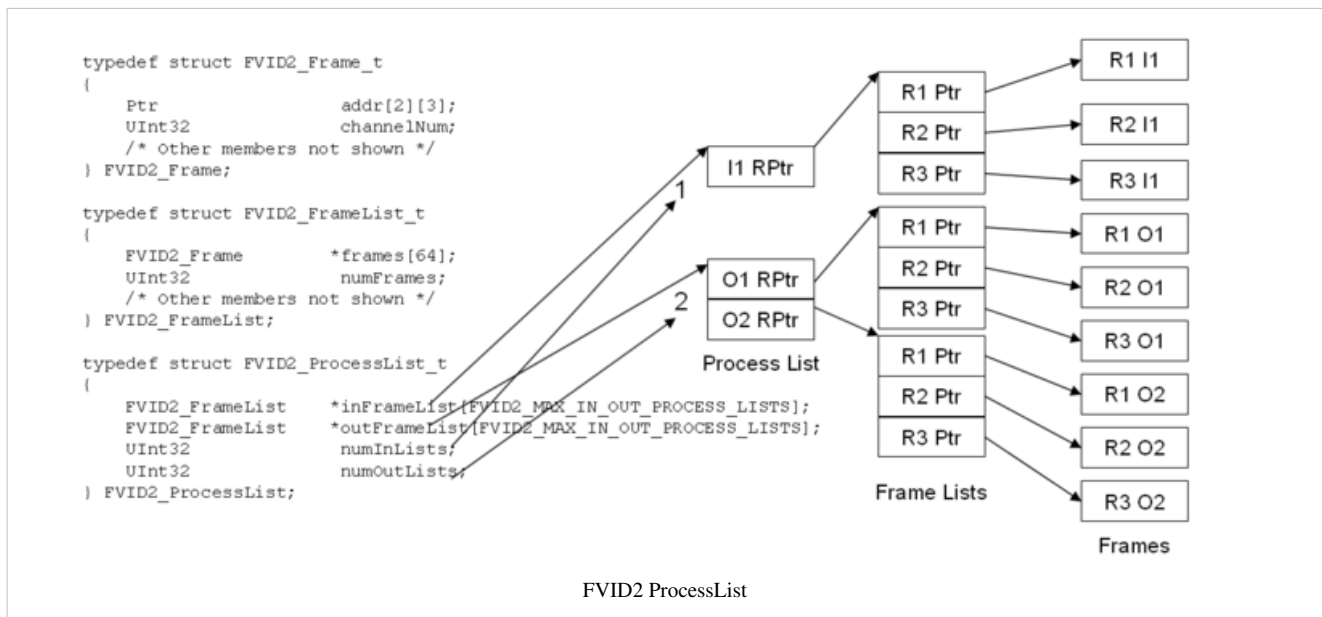 typedef struct FVID2_Frame_t
{
Ptr addr[2][3];
UInt32 channelNum;
/* Other members not shown */
} FVID2_Frame;
typedef struct FVID2_FrameList_t
{
FVID2_Frame *frames[64];
UInt32 numFrames;
/* Other members not shown */
} FVID2_FrameList;
typedef struct FVID2_ProcessList_t
{
FVID2_FrameList *inFrameList[FVID2_MAX_IN_OUT_PROCESS_LISTS];
FVID2_FrameList *outFrameList[FVID2_MAX_IN_OUT_PROCESS_LISTS];
UInt32 numInLists;
UInt32 numOutLists;
} FVID2_ProcessList;
1
2
I1 RPtr
O1 RPtr
O2 RPtr
Process List
R1 Ptr
R2 Ptr
R3 Ptr
R1 Ptr
R2 Ptr
R3 Ptr
R1 Ptr
R2 Ptr
R3 Ptr
Frame Lists
R1 I1
R2 I1
R3 I1
R1 O1
R2 O1
R3 O1
R1 O2
R2 O2
R3 O2
Frames
FVID2 ProcessList